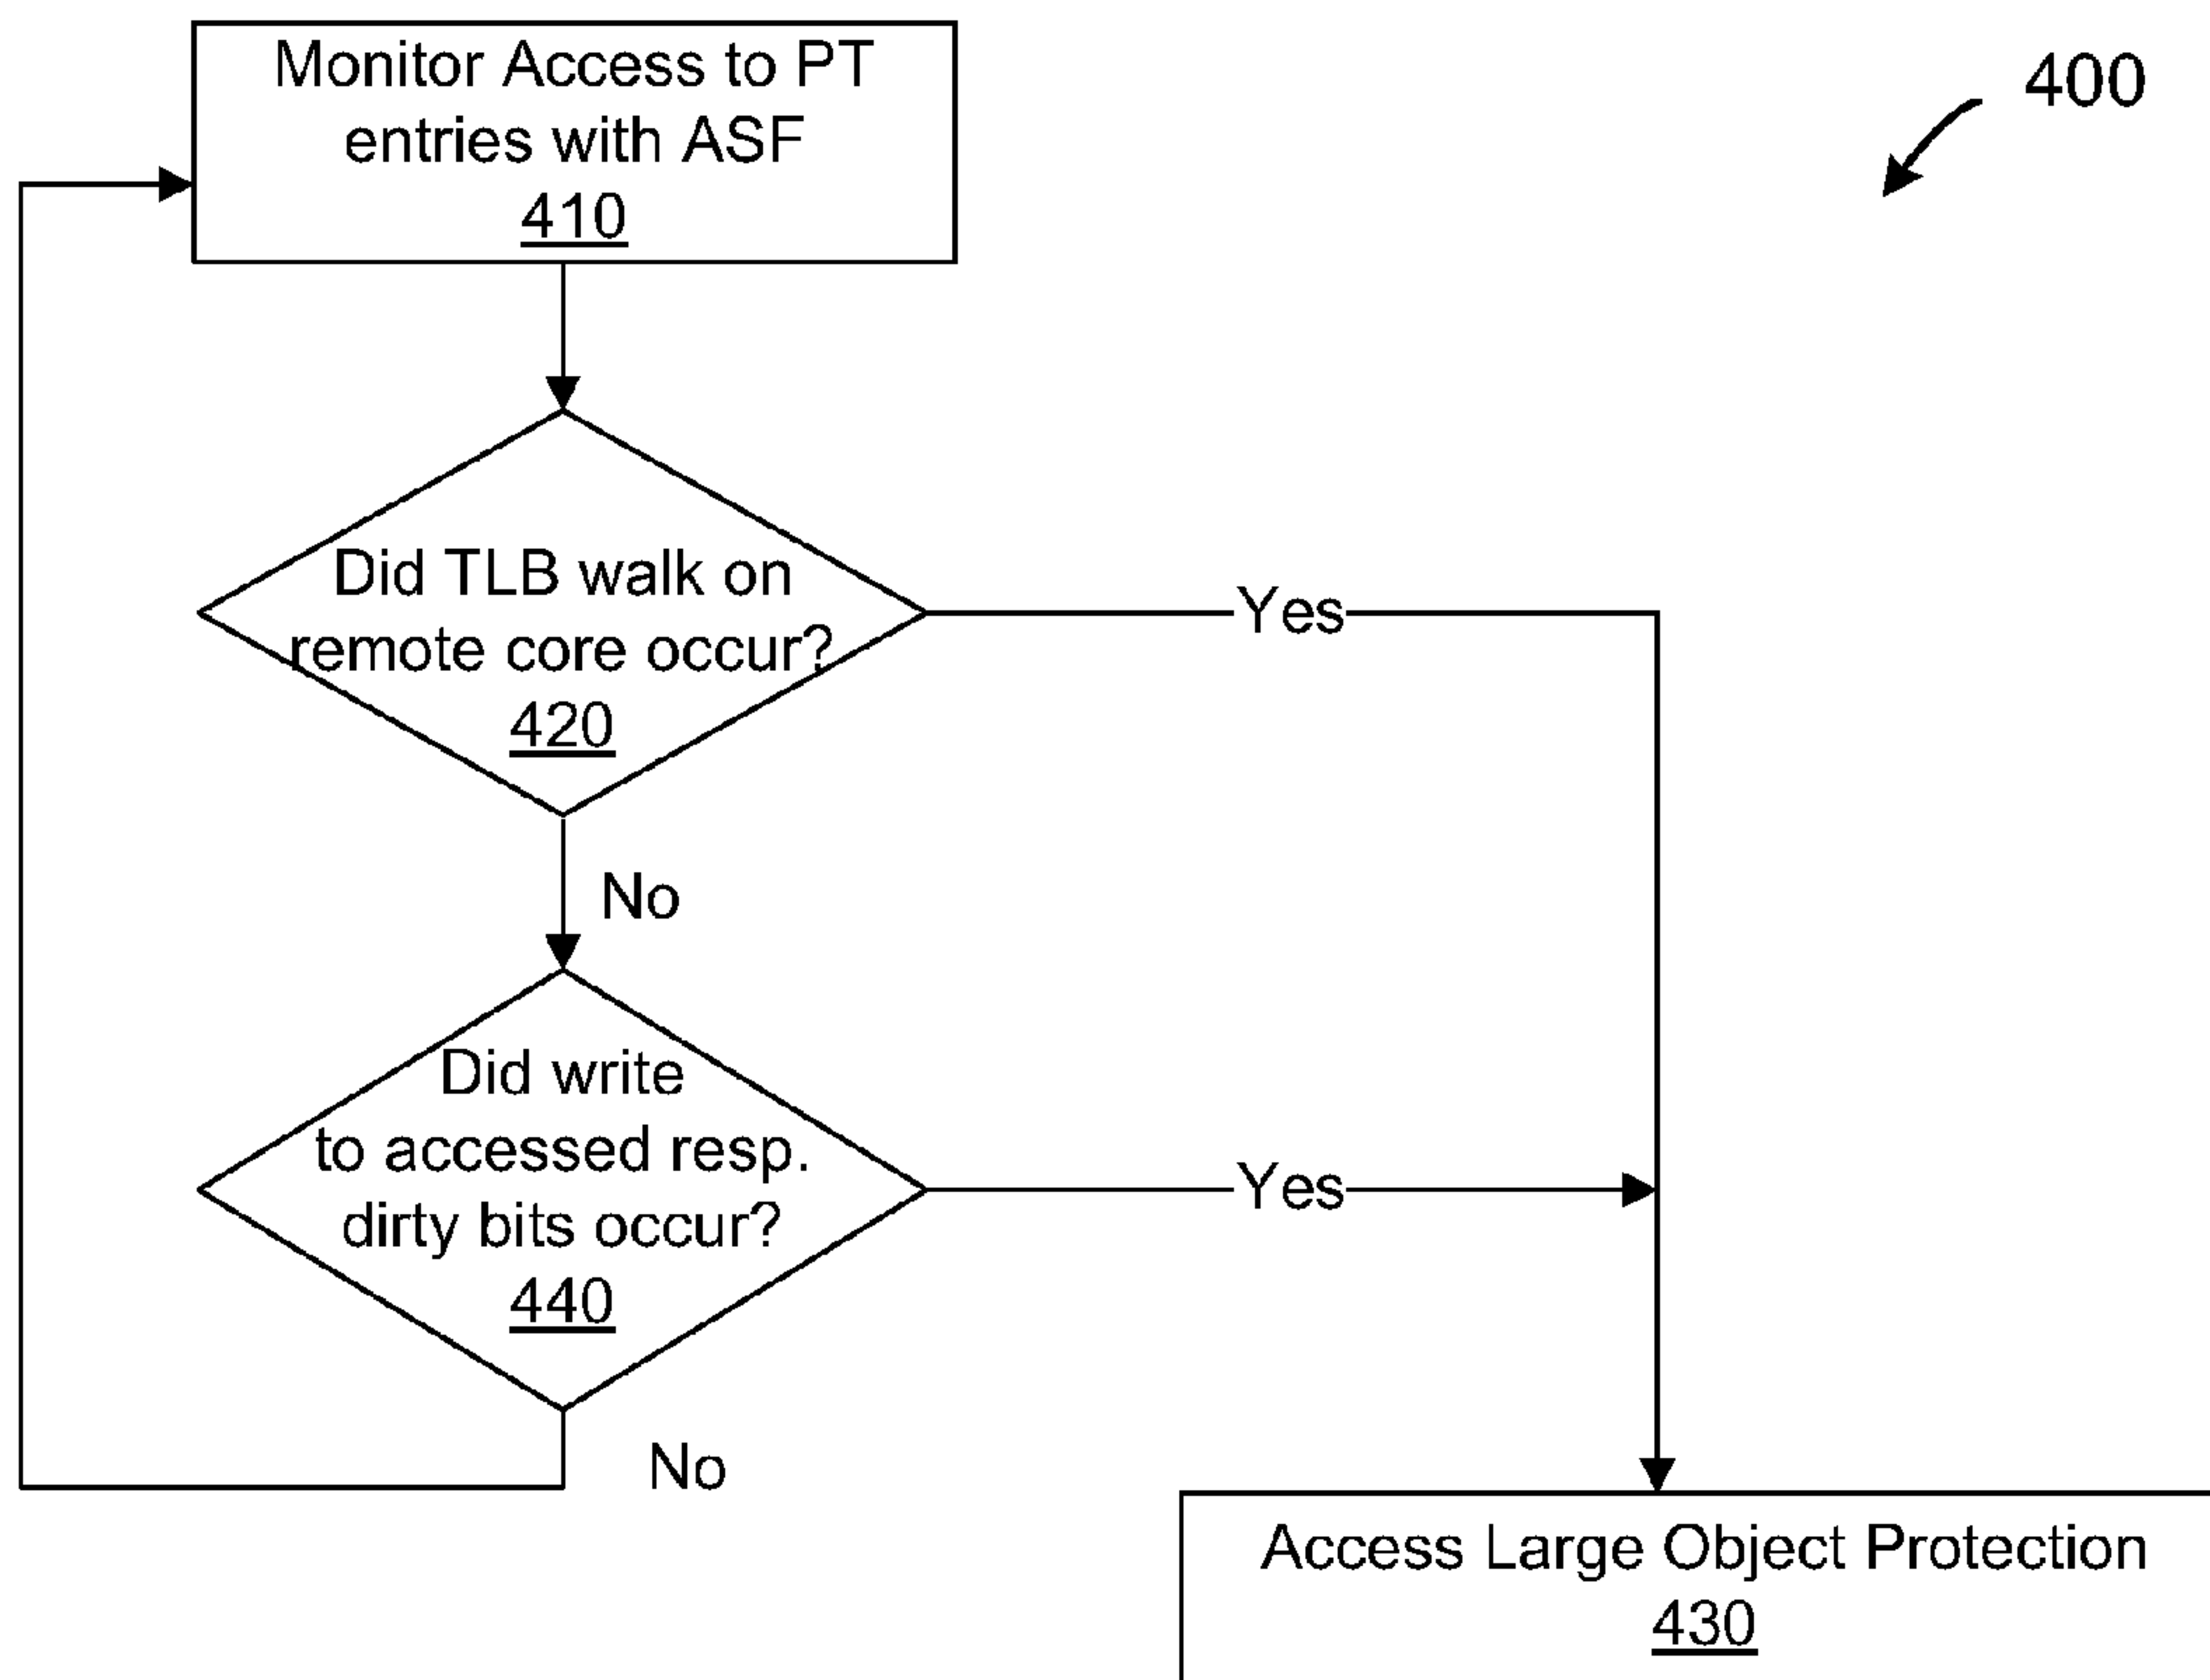 Monitor Access to PT
entries with ASF
410
400
Did TLB walk on
remote core occur?
420
Yes
No
Did write
to accessed resp.
dirty bits occur?
440
Yes
No
Access Large Object Protection
430